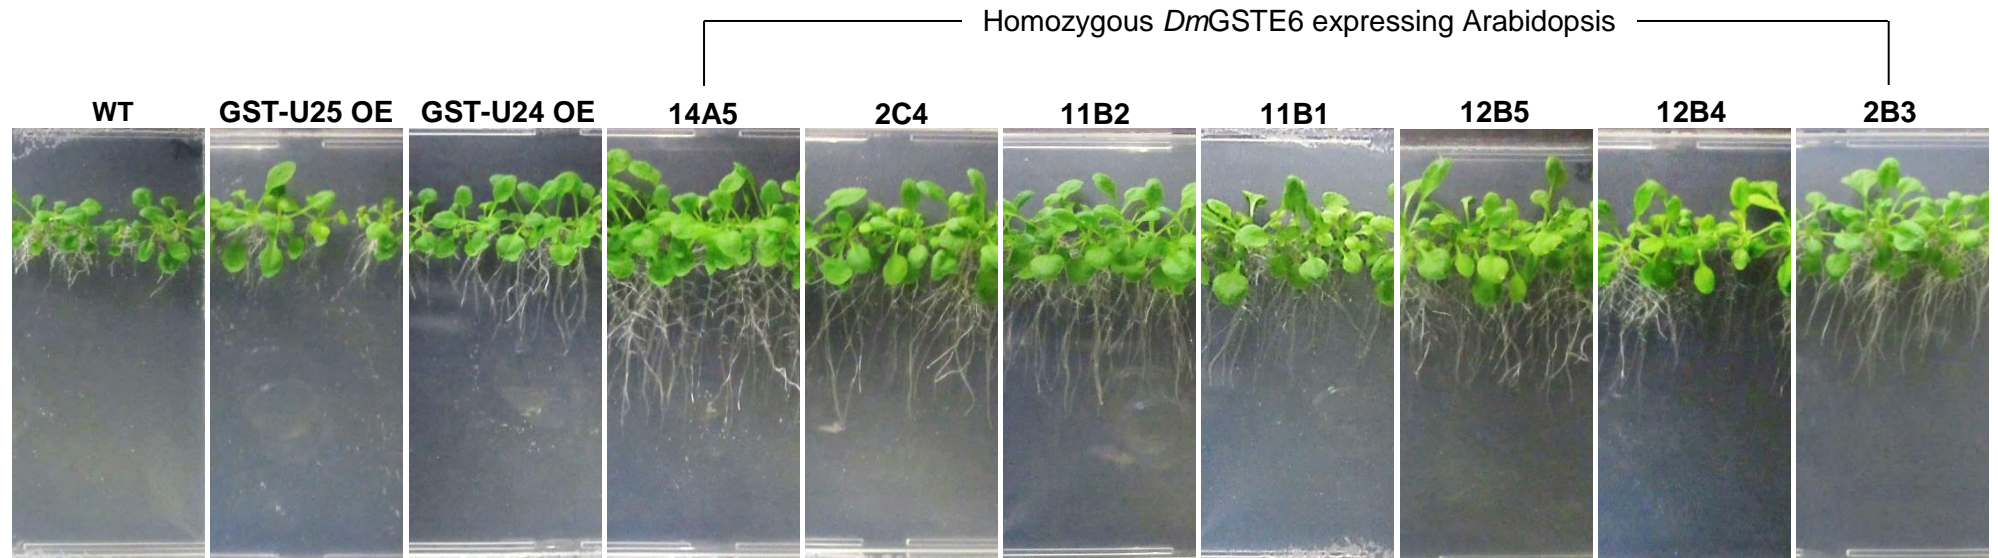 Homozygous DmGSTE6 expressing Arabidopsis
WT GST-U25 OE GST-U24 OE 14A5 2C4 11B2 11B1 12B5 12B4 2B3